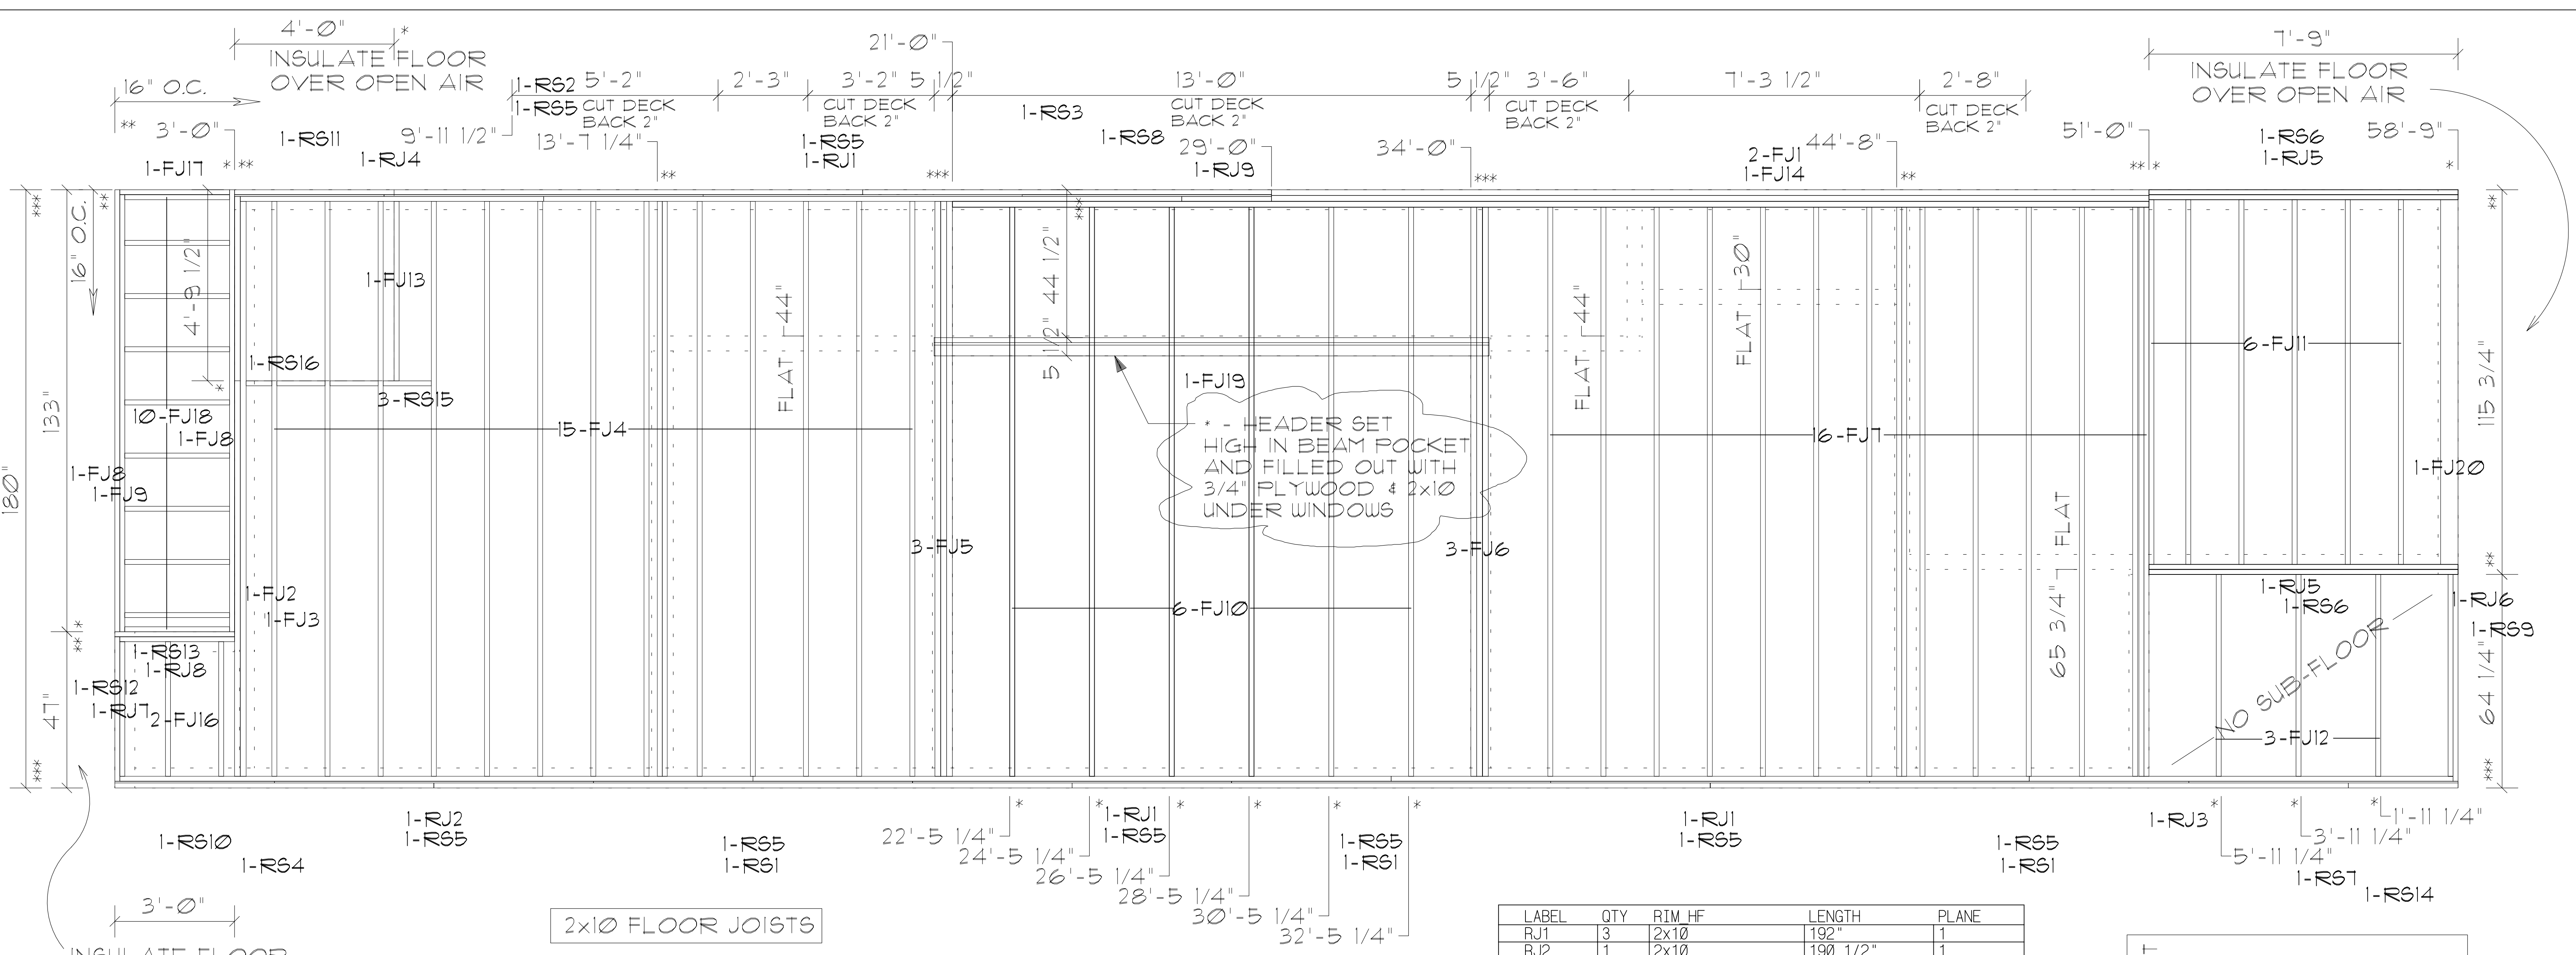 4'-0"
*
INSULATE FLOOR
OVER OPEN AIR
16" O.C.
** 3'-0"
* **
1-RS11
1-RJ4
1-FJ17
1-RS2 5'-2"
1-RS5 CUT DECK
BACK 2"
9'-11 1/2"
13'-7 1/4"
**
2'-3"
3'-2"
CUT DECK
BACK 2"
1-RS5
1-RJ1
5 1/2"
21'-0"
***
13'-0"
CUT DECK
BACK 2"
1-RS3
1-RS8
29'-0"
1-RJ9
34'-0"
***
5 1/2"
3'-6"
CUT DECK
BACK 2"
7'-3 1/2"
2-FJ1
1-FJ14
44'-8"
**
2'-8"
CUT DECK
BACK 2"
51'-0"
** *
7'-9"
INSULATE FLOOR
OVER OPEN AIR
1-RS6
1-RJ5
58'-9"
*
***
180"
***
16" O.C.
**
133"
***
47"
4'-9 1/2"
*
1-FJ13
1-RS16
3-RS15
10-FJ18
1-FJ8
1-FJ8
1-FJ9
15-FJ4
1-FJ2
1-FJ3
1-RS13
1-RJ8
1-RS12
1-RJ7
2-FJ16
FLAT 44"
3-FJ5
***
44 1/2"
5 1/2"
1-FJ19
* - HEADER SET
HIGH IN BEAM POCKET
AND FILLED OUT WITH
3/4" PLYWOOD & 2x10
UNDER WINDOWS
6-FJ10
3-FJ6
FLAT 44"
FLAT 30"
16-FJ7
65 3/4" FLAT
6-FJ11
1-FJ20
**
115 3/4"
**
64 1/4"
***
1-RJ5
1-RS6
1-RJ6
1-RS9
NO SUB-FLOOR
3-FJ12
1-RS10
1-RS4
1-RJ2
1-RS5
1-RS5
1-RS1
22'-5 1/4" *
24'-5 1/4" *
26'-5 1/4" *
28'-5 1/4" *
30'-5 1/4" *
32'-5 1/4" *
1-RJ1
1-RS5
1-RS5
1-RS1
1-RJ1
1-RS5
1-RS5
1-RS1
1-RJ3
* 5'-11 1/4"
* 3'-11 1/4"
* 1'-11 1/4"
1-RS7
1-RS14
3'-0"
INSULATE FLOOR
2x10 FLOOR JOISTS
LABEL QTY RIM_HF LENGTH PLANE
RJ1 3 2x10 192" 1
RJ2 1 2x10 190 1/2" 1